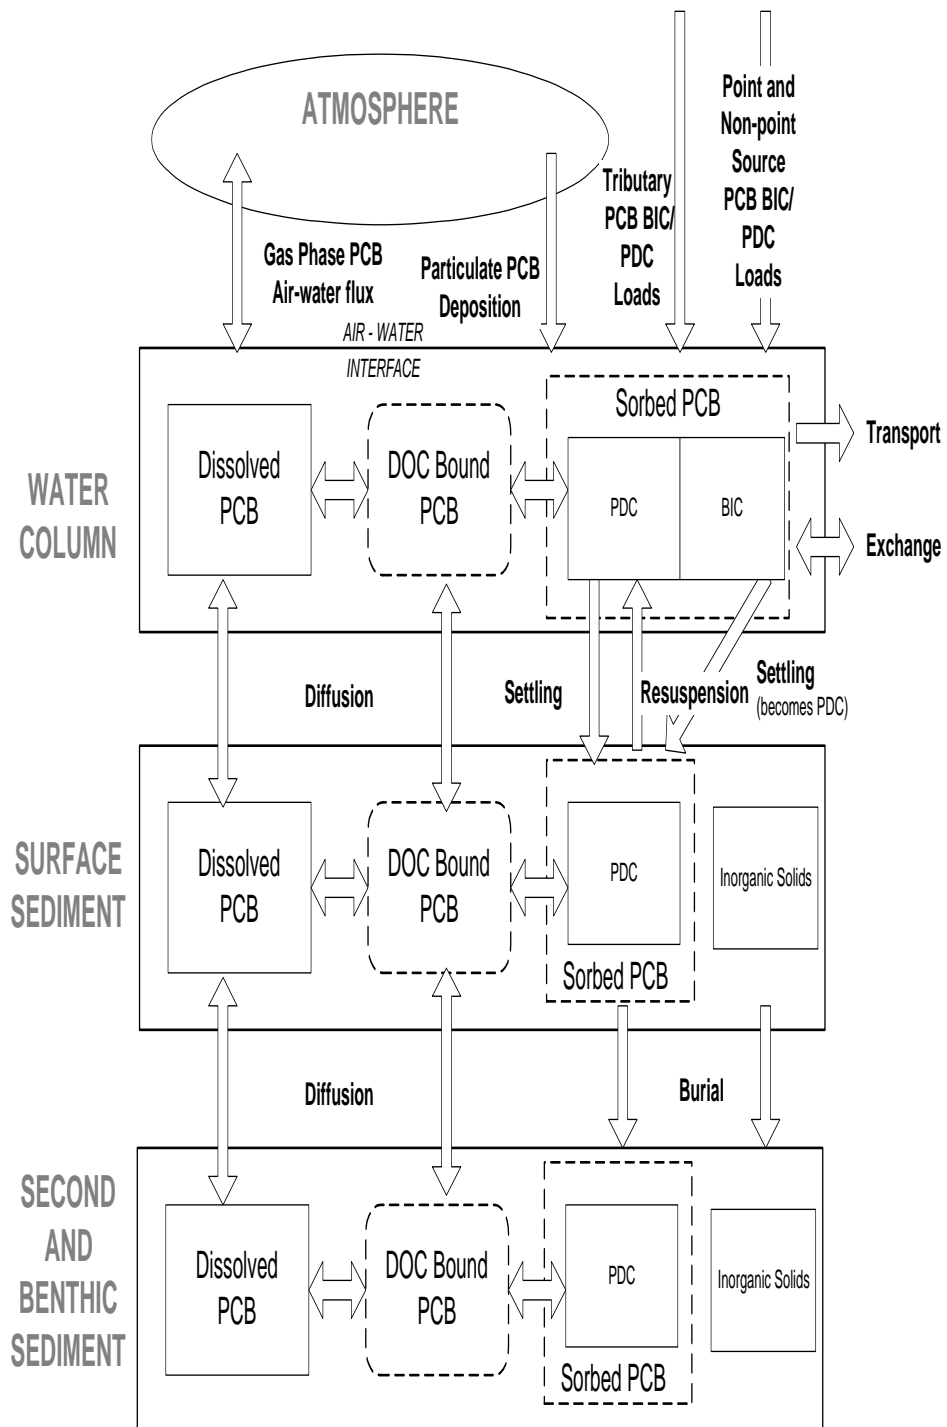 ATMOSPHERE
Point and
Non-point
Source
PCB BIC/
PDC
Loads
Tributary
PCB BIC/
PDC
Loads
Gas Phase PCB
Air-water flux
Particulate PCB
Deposition
AIR - WATER
INTERFACE
WATER
COLUMN
Dissolved
PCB
DOC Bound
PCB
Sorbed PCB
PDC
BIC
Transport
Exchange
Diffusion
Settling
Resuspension
Settling
(becomes PDC)
SURFACE
SEDIMENT
Dissolved
PCB
DOC Bound
PCB
PDC
Sorbed PCB
Inorganic Solids
Diffusion
Burial
SECOND
AND
BENTHIC
SEDIMENT
Dissolved
PCB
DOC Bound
PCB
PDC
Sorbed PCB
Inorganic Solids